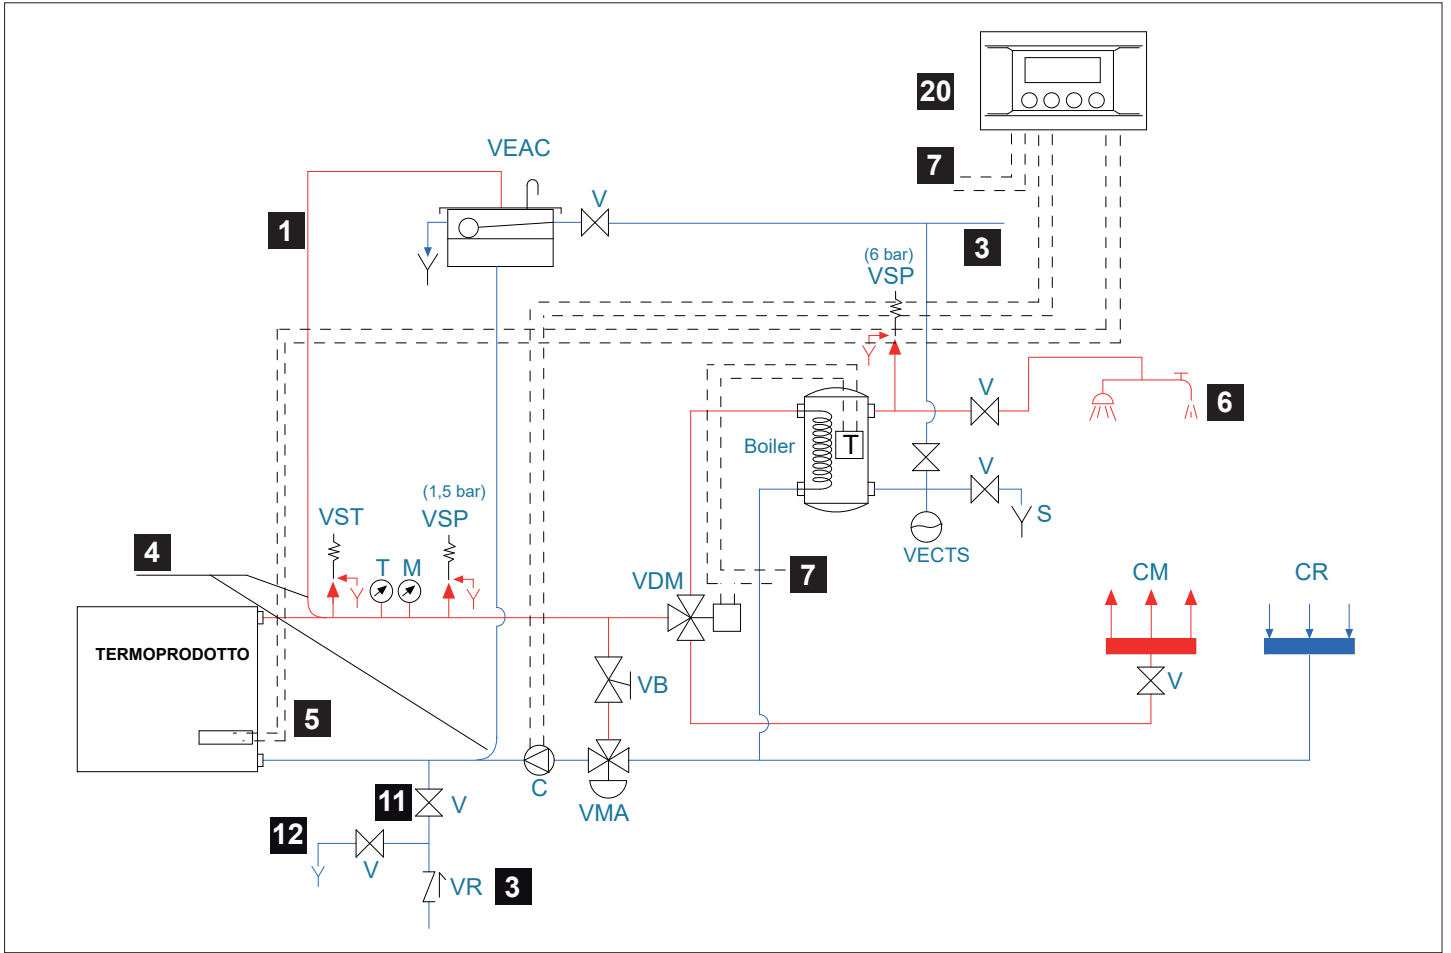 20
VEAC
7
V
1
3
(6 bar)
VSP
V
6
Boiler
T
V
(1,5 bar)
VST
VSP
S
4
VECTS
T
M
7
VDM
CM
CR
TERMOPRODOTTO
VB
V
5
C
VMA
11
V
12
V
VR
3